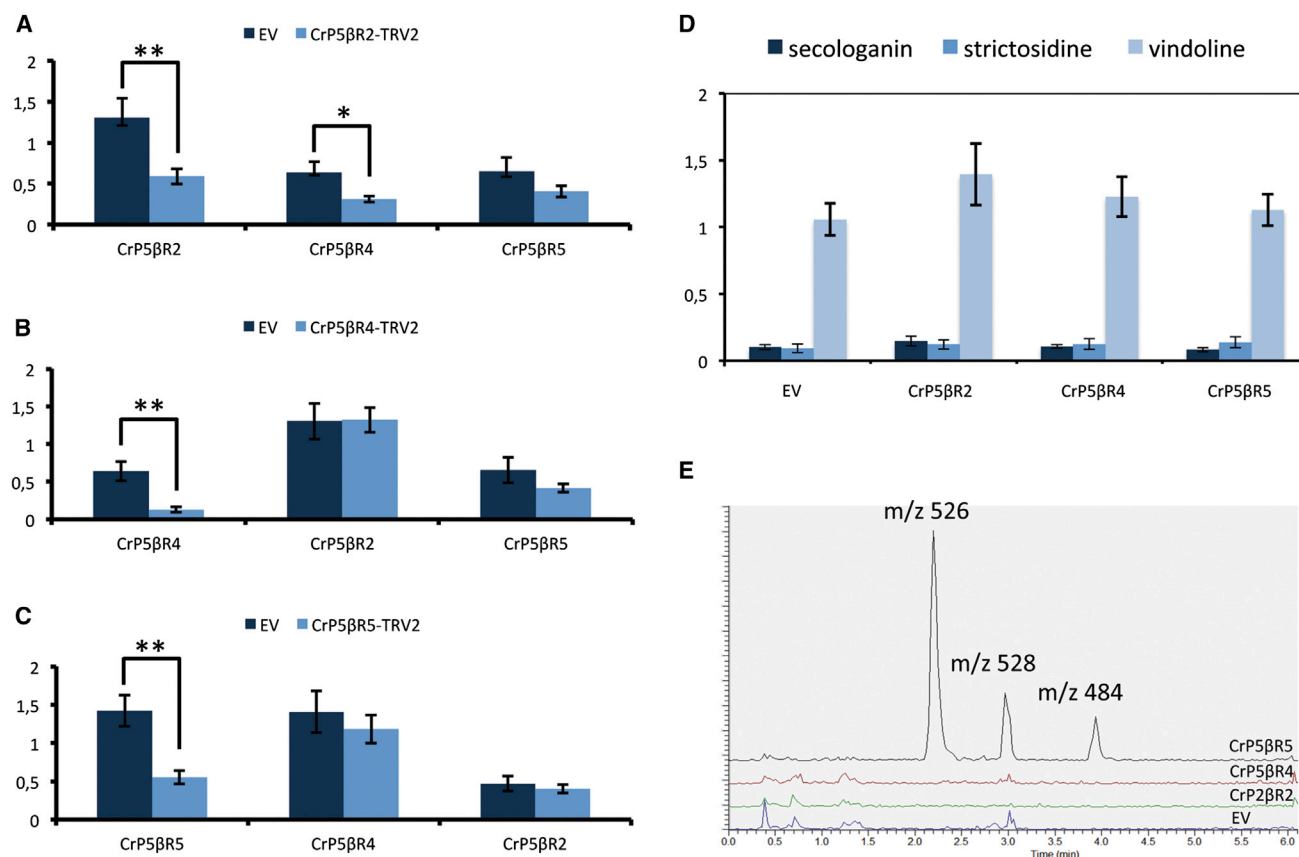 A
EV CrP5βR2-TRV2
**
*
2
1,5
1
0,5
0
CrP5βR2 CrP5βR4 CrP5βR5
B
EV CrP5βR4-TRV2
**
2
1,5
1
0,5
0
CrP5βR4 CrP5βR2 CrP5βR5
C
EV CrP5βR5-TRV2
**
2
1,5
1
0,5
0
CrP5βR5 CrP5βR4 CrP5βR2
D
secologanin strictosidine vindoline
2
1,5
1
0,5
0
EV CrP5βR2 CrP5βR4 CrP5βR5
E
m/z 526
m/z 528
m/z 484
CrP5βR5
CrP5βR4
CrP2βR2
EV
0.0 0.5 1.0 1.5 2.0 2.5 3.0 3.5 4.0 4.5 5.0 5.5 6.0
Time (min)